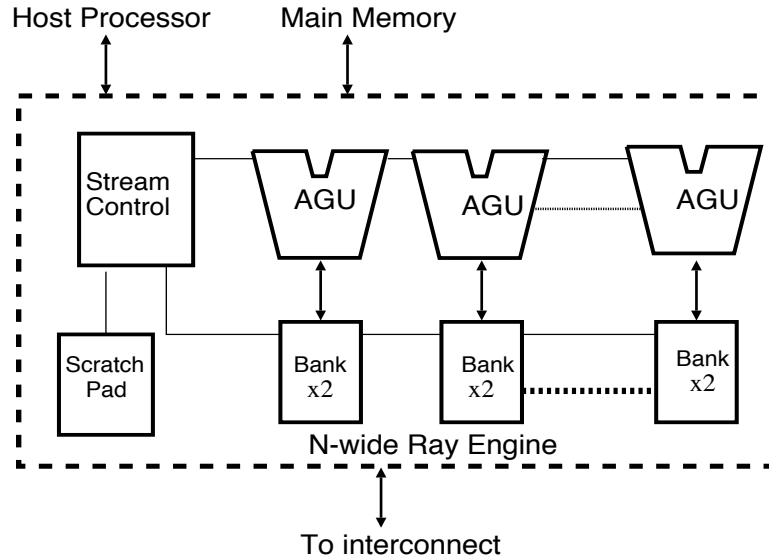 Host Processor
Main Memory
Stream
Control
AGU
AGU
AGU
Scratch
Pad
Bank
x2
Bank
x2
Bank
x2
N-wide Ray Engine
To interconnect